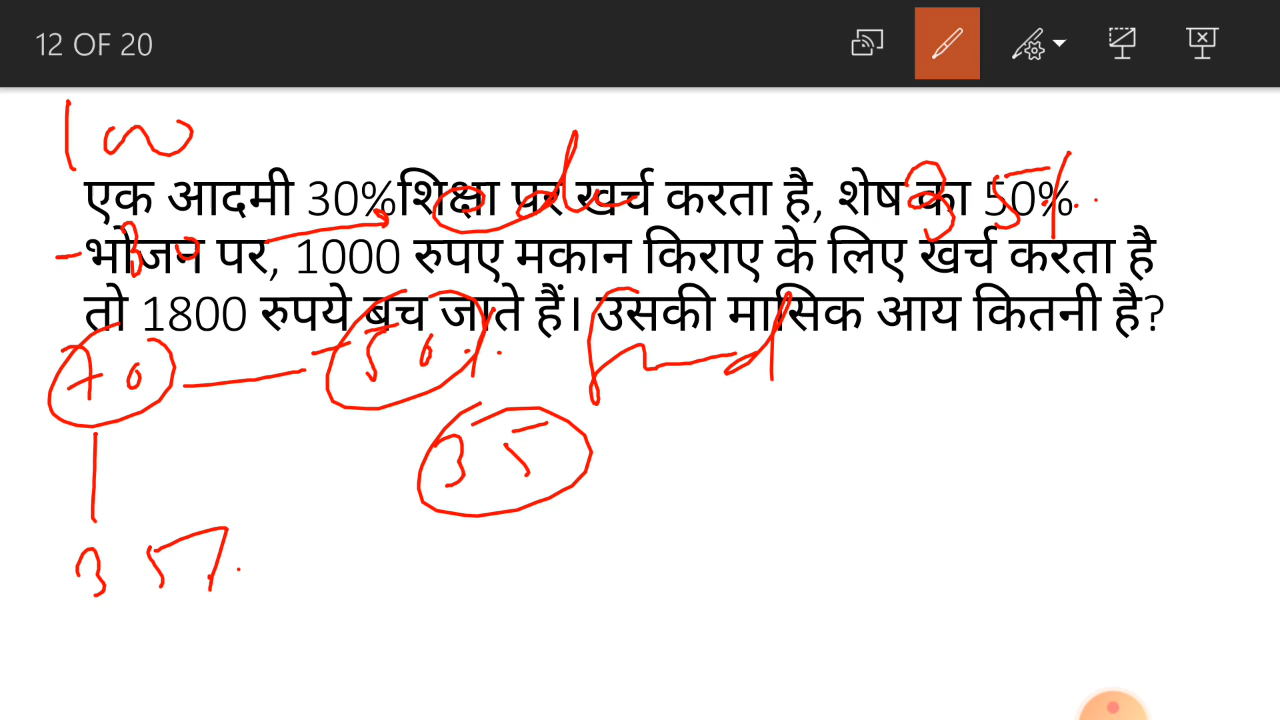 12 OF 20
100
एक आदमी 30%शिक्षा पर खर्च करता है, शेष का 50%
35%
- 30
भोजन पर, 1000 रुपए मकान किराए के लिए खर्च करता है
तो 1800 रुपये बच जाते हैं। उसकी मासिक आय कितनी है?
70
- 50%
35
35%